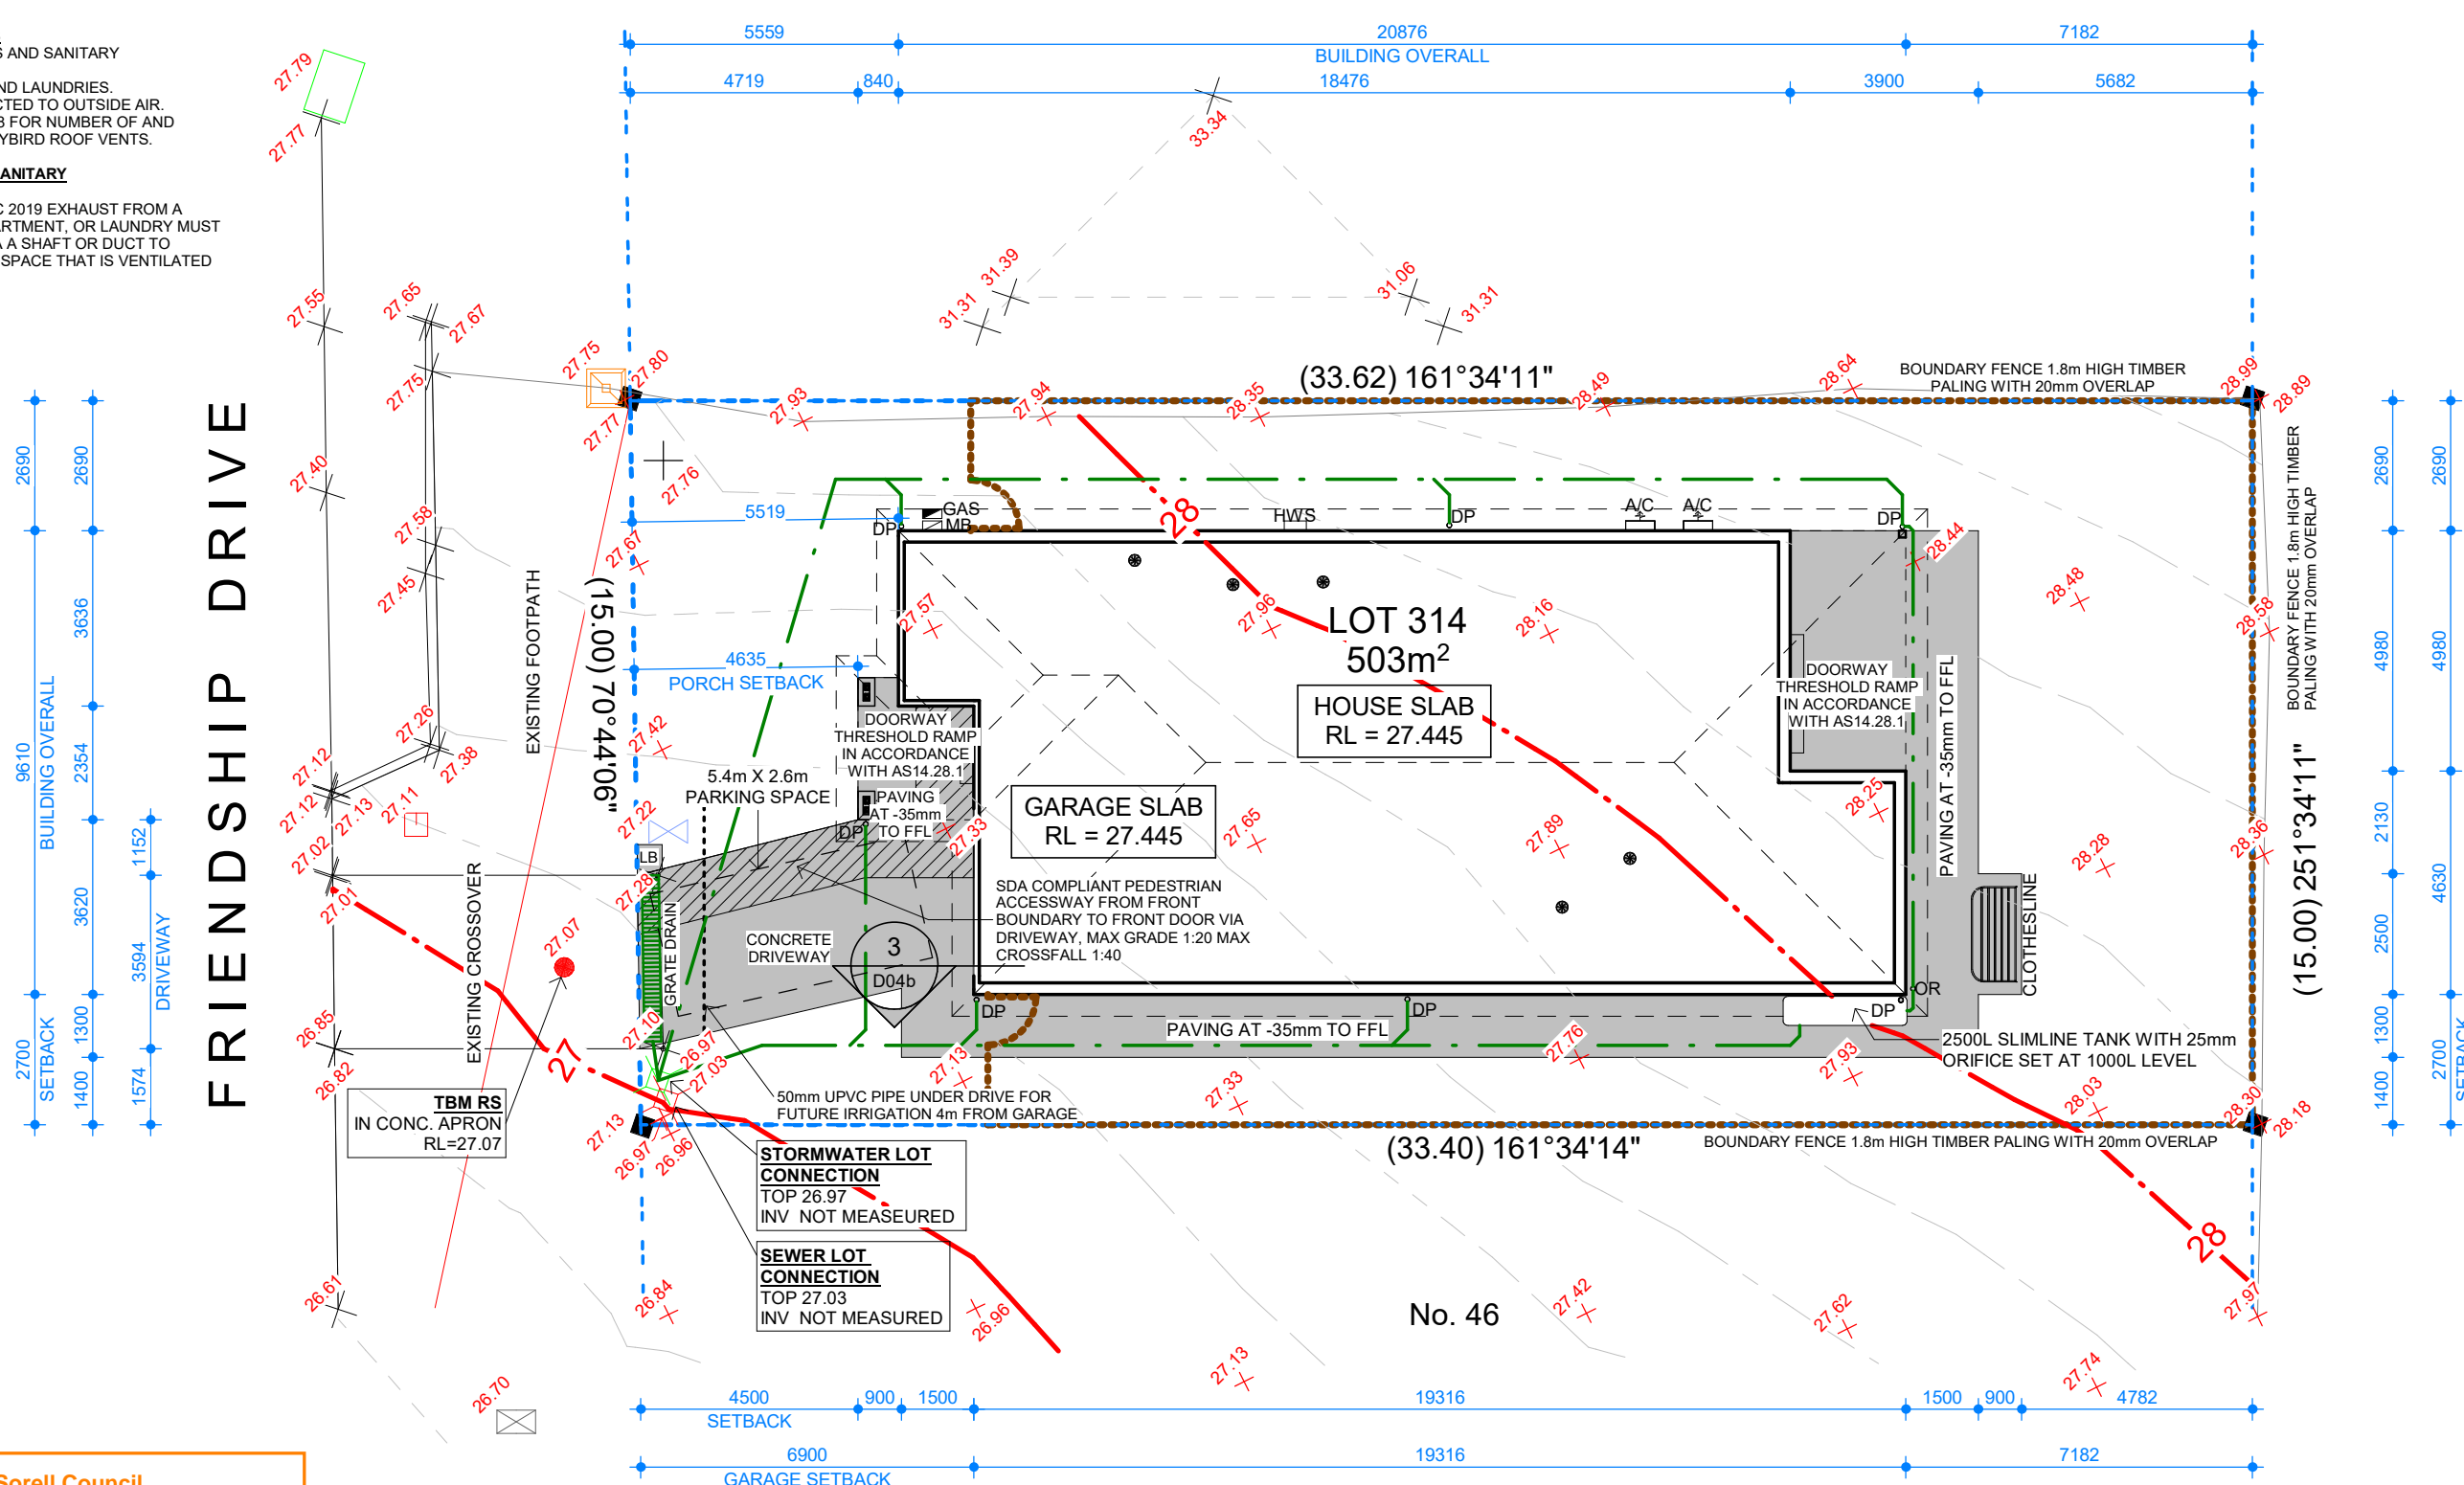 S AND SANITARY
ND LAUNDRIES.
CTED TO OUTSIDE AIR.
3 FOR NUMBER OF AND
YBIRD ROOF VENTS.
ANITARY
C 2019 EXHAUST FROM A
ARTMENT, OR LAUNDRY MUST
A A SHAFT OR DUCT TO
SPACE THAT IS VENTILATED
5559
20876
7182
BUILDING OVERALL
4719
840
18476
3900
5682
27.79
27.77
33.34
31.39
31.31
31.06
31.31
27.55
27.65
27.67
27.75
27.75
27.80
27.77
27.76
27.93
27.94
28.35
28.49
28.64
28.99
28.89
(33.62) 161°34'11"
BOUNDARY FENCE 1.8m HIGH TIMBER
PALING WITH 20mm OVERLAP
BOUNDARY FENCE 1.8m HIGH TIMBER
PALING WITH 20mm OVERLAP
FRIENDSHIP DRIVE
2690
9610
BUILDING OVERALL
2700
SETBACK
2690
3636
2354
3620
1300
1400
1152
3594
DRIVEWAY
1574
27.40
27.58
27.45
27.26
27.38
27.12
27.12
27.13
27.11
27.02
27.01
26.85
26.82
26.61
26.70
EXISTING FOOTPATH
EXISTING CROSSOVER
(15.00) 70°44'06"
5519
DP
GAS
MB
28
HWS
DP
A/C
A/C
DP
28.44
28.48
28.58
27.67
27.57
27.96
28.16
LOT 314
503m²
HOUSE SLAB
RL = 27.445
4635
PORCH SETBACK
27.42
DOORWAY
THRESHOLD RAMP
IN ACCORDANCE
WITH AS14.28.1
DOORWAY
THRESHOLD RAMP
IN ACCORDANCE
WITH AS14.28.1
PAVING AT -35mm TO FFL
5.4m X 2.6m
PARKING SPACE
PAVING
AT -35mm
TO FFL
DP
27.22
27.33
GARAGE SLAB
RL = 27.445
27.65
27.89
28.25
28.28
28.36
(15.00) 251°34'11"
LB
27.28
GRATE DRAIN
CONCRETE
DRIVEWAY
3
D04b
SDA COMPLIANT PEDESTRIAN
ACCESSWAY FROM FRONT
BOUNDARY TO FRONT DOOR VIA
DRIVEWAY, MAX GRADE 1:20 MAX
CROSSFALL 1:40
CLOTHESLINE
OR
DP
DP
DP
PAVING AT -35mm TO FFL
2500L SLIMLINE TANK WITH 25mm
ORIFICE SET AT 1000L LEVEL
27.07
27
27.10
26.97
27.03
27.13
27.33
27.76
27.93
28.03
28.30
28.18
TBM RS
IN CONC. APRON
RL=27.07
50mm UPVC PIPE UNDER DRIVE FOR
FUTURE IRRIGATION 4m FROM GARAGE
27.13
26.97
26.96
STORMWATER LOT
CONNECTION
TOP 26.97
INV NOT MEASEURED
SEWER LOT
CONNECTION
TOP 27.03
INV NOT MEASURED
(33.40) 161°34'14"
BOUNDARY FENCE 1.8m HIGH TIMBER PALING WITH 20mm OVERLAP
28
26.84
26.96
27.13
27.42
27.62
27.74
27.97
No. 46
2690
4980
2130
2500
1300
1400
2690
4980
4630
2700
SETBACK
4500
900
1500
19316
1500
900
4782
SETBACK
6900
19316
7182
GARAGE SETBACK
Sorell Council